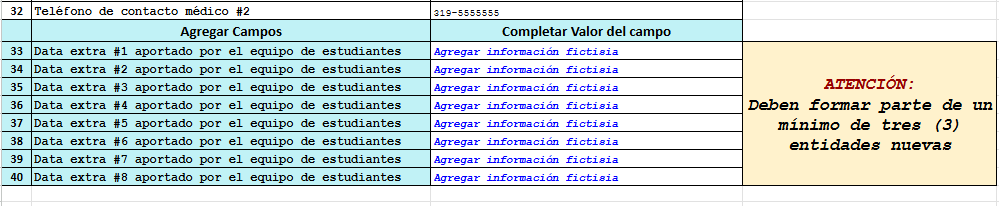 32 Teléfono de contacto médico #2 319-5555555
Agregar Campos Completar Valor del campo
33 Data extra #1 aportado por el equipo de estudiantes Agregar información fictisia
34 Data extra #2 aportado por el equipo de estudiantes Agregar información fictisia
35 Data extra #3 aportado por el equipo de estudiantes Agregar información fictisia
36 Data extra #4 aportado por el equipo de estudiantes Agregar información fictisia
37 Data extra #5 aportado por el equipo de estudiantes Agregar información fictisia
38 Data extra #6 aportado por el equipo de estudiantes Agregar información fictisia
39 Data extra #7 aportado por el equipo de estudiantes Agregar información fictisia
40 Data extra #8 aportado por el equipo de estudiantes Agregar información fictisia
ATENCIÓN:
Deben formar parte de un
mínimo de tres (3)
entidades nuevas